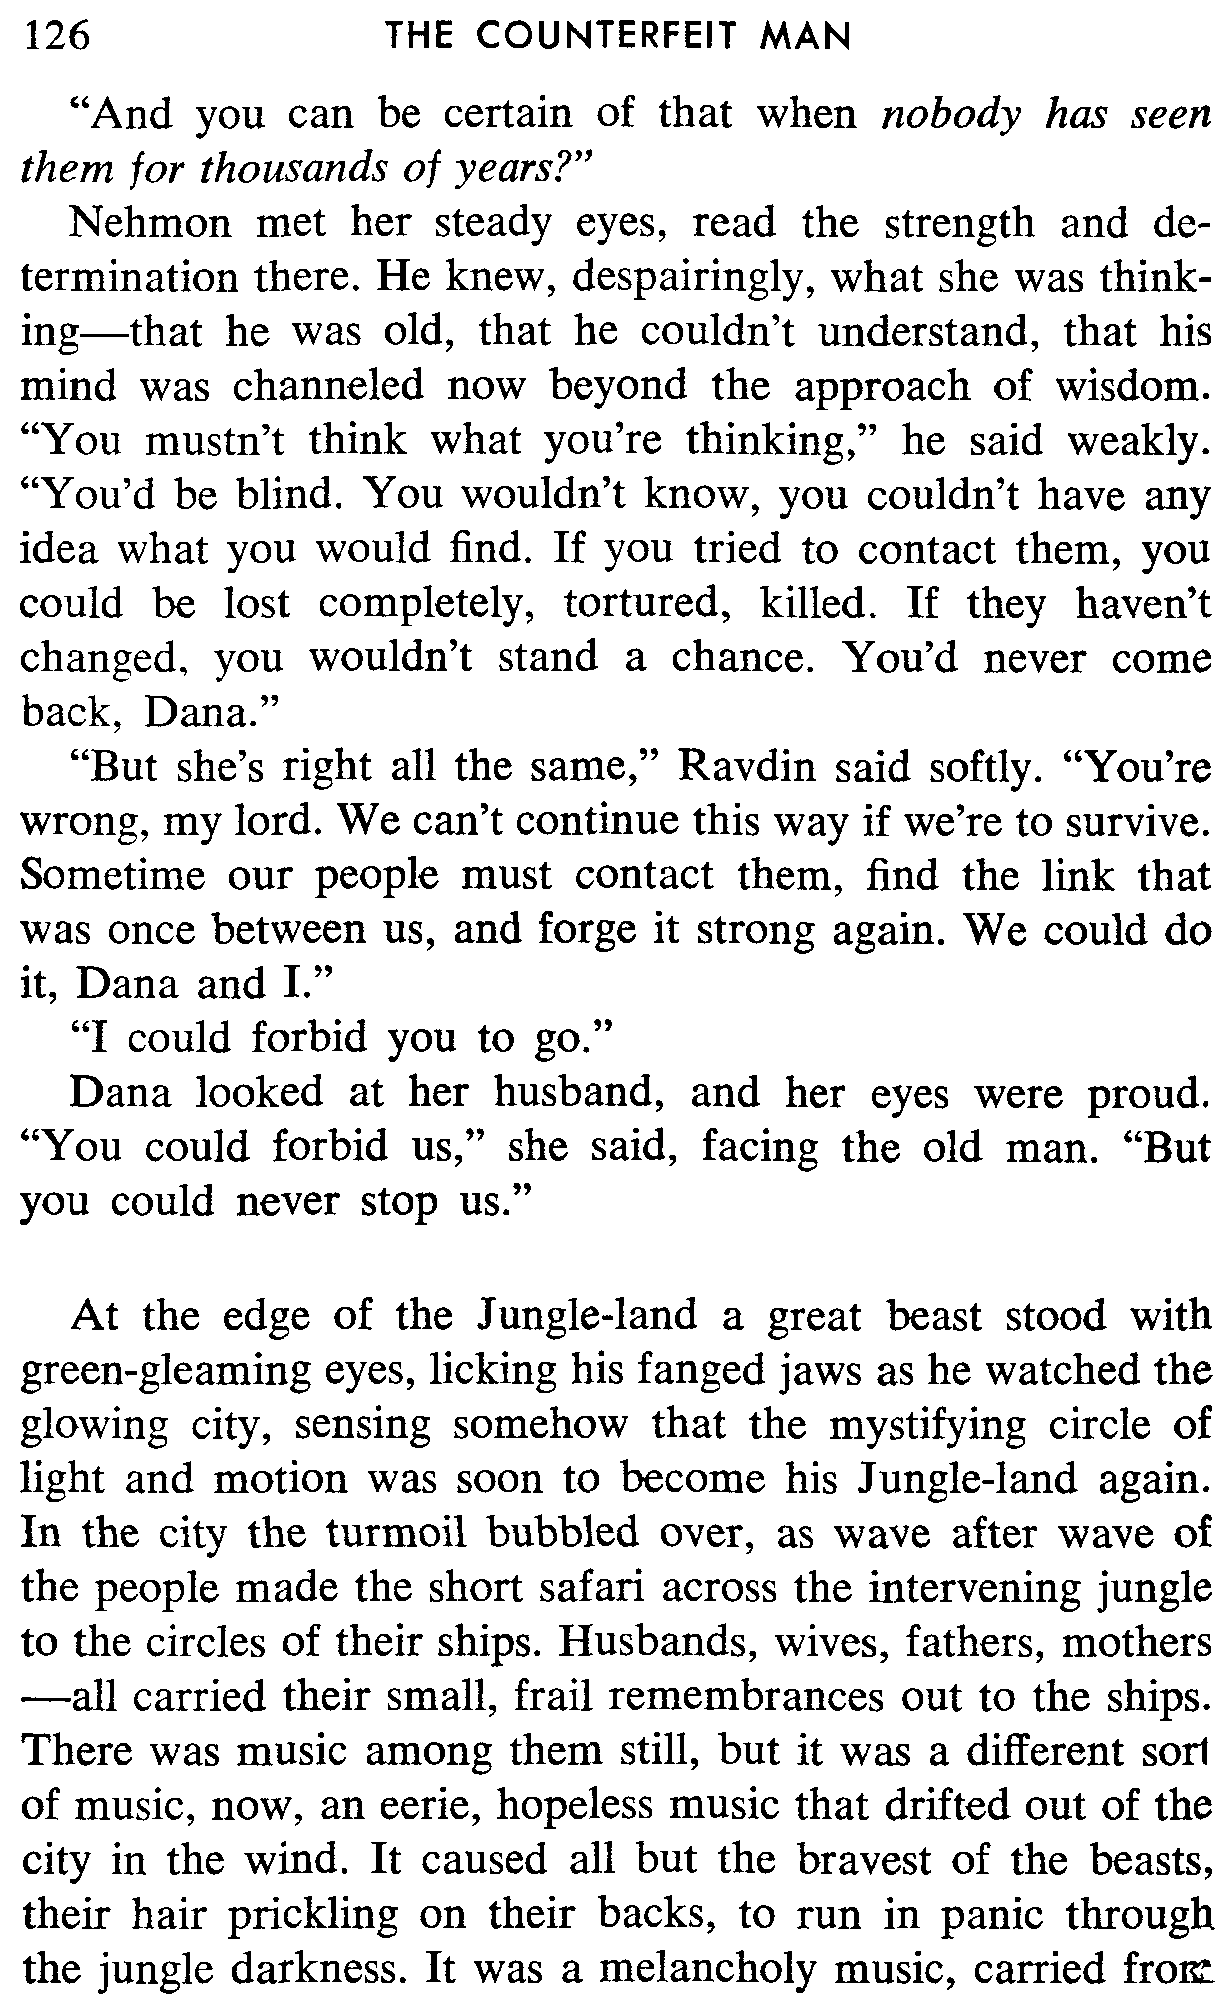 126 THE COUNTERFEIT MAN
“And you can be certain of that when nobody has seen
them for thousands of years?”
Nehmon met her steady eyes, read the strength and de-
termination there. He knew, despairingly, what she was think-
ing—that he was old, that he couldn’t understand, that his
mind was channeled now beyond the approach of wisdom.
“You mustn’t think what you’re thinking,” he said weakly.
“You’d be blind. You wouldn’t know, you couldn’t have any
idea what you would find. If you tried to contact them, you
could be lost completely, tortured, killed. If they haven’t
changed, you wouldn’t stand a chance. You’d never come
back, Dana.”
“But she’s right all the same,” Ravdin said softly. “You’re
wrong, my lord. We can’t continue this way if we’re to survive.
Sometime our people must contact them, find the link that
was once between us, and forge it strong again. We could do
it, Dana and I.”
“I could forbid you to go.”
Dana looked at her husband, and her eyes were proud.
“You could forbid us,” she said, facing the old man. “But
you could never stop us.”
At the edge of the Jungle-land a great beast stood with
green-gleaming eyes, licking his fanged jaws as he watched the
glowing city, sensing somehow that the mystifying circle of
light and motion was soon to become his Jungle-land again.
In the city the turmoil bubbled over, as wave after wave of
the people made the short safari across the intervening jungle
to the circles of their ships. Husbands, wives, fathers, mothers
—all carried their small, frail remembrances out to the ships.
There was music among them still, but it was a different sort
of music, now, an eerie, hopeless music that drifted out of the
city in the wind. It caused all but the bravest of the beasts,
their hair prickling on their backs, to run in panic through
the jungle darkness. It was a melancholy music, carried from